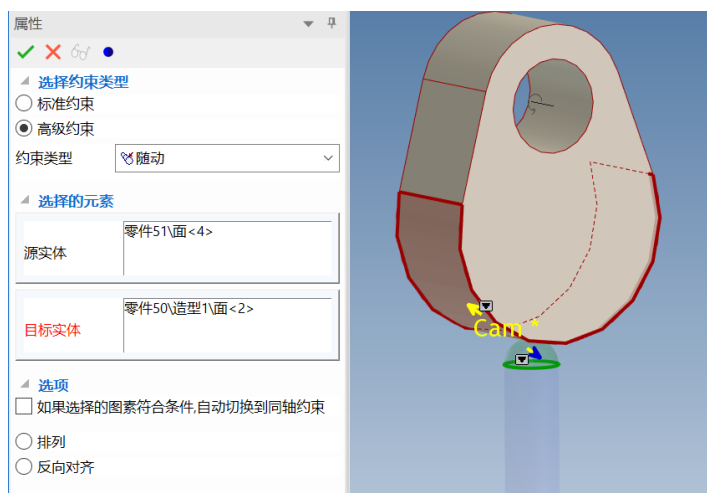 属性
选择约束类型
标准约束
高级约束
约束类型 随动
选择的元素
源实体 零件51\面<4>
目标实体 零件50\造型1\面<2>
选项
如果选择的图素符合条件,自动切换到同轴约束
排列
反向对齐
Cam *